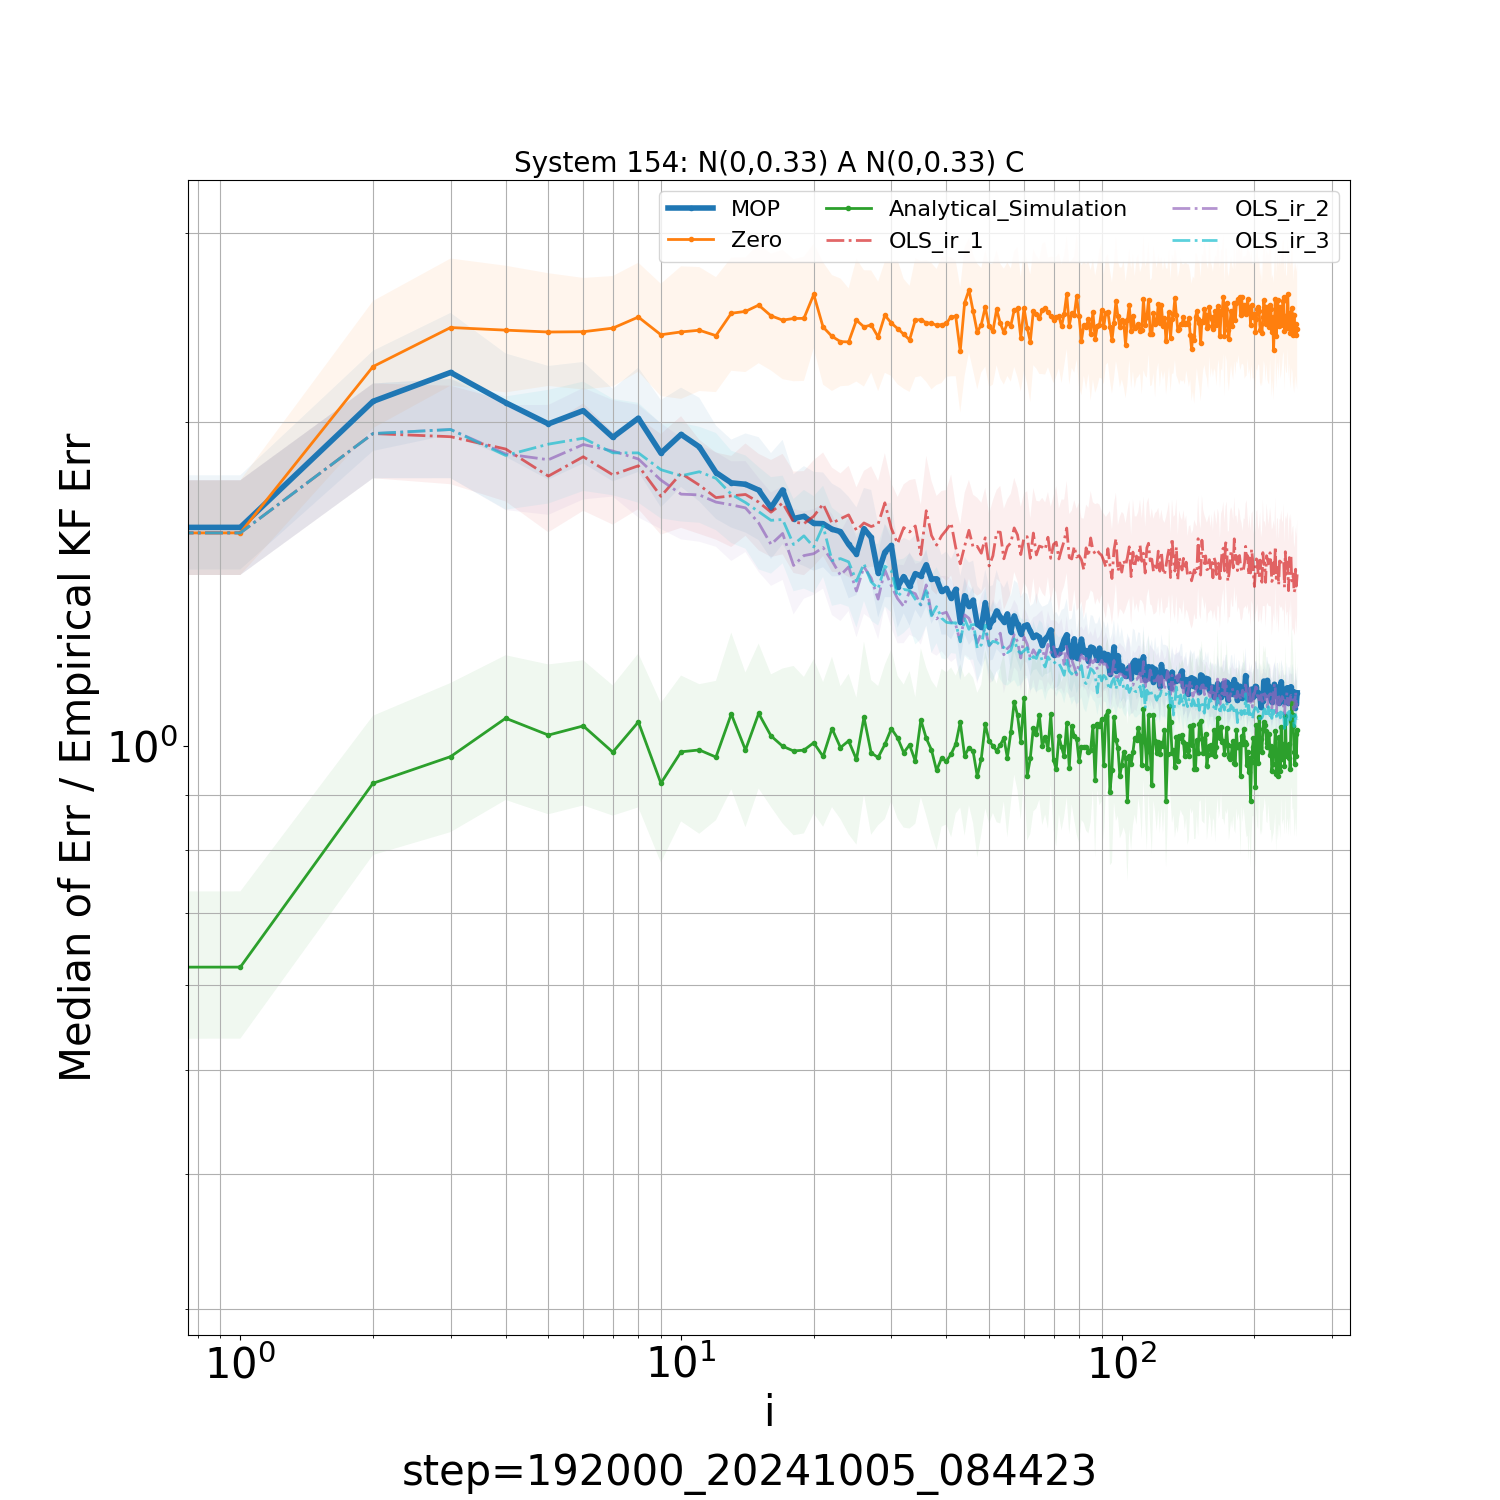 System 154: N(0,0.33) A N(0,0.33) C
MOP
Zero
Analytical_Simulation
OLS_ir_1
OLS_ir_2
OLS_ir_3
Median of Err / Empirical KF Err
10⁰
10⁰ 10¹ 10²
i
step=192000_20241005_084423